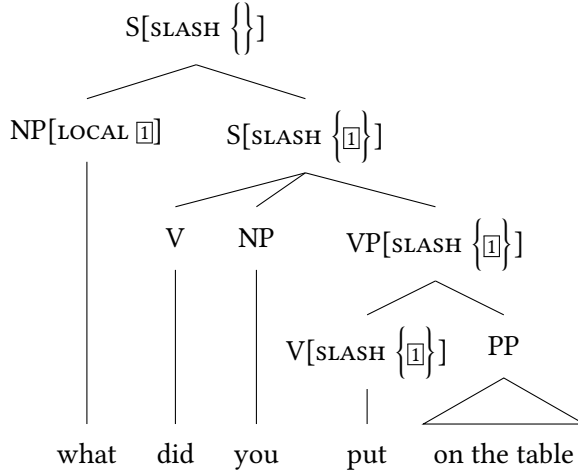 S[SLASH {}]
NP[LOCAL 1] S[SLASH {1}]
V NP VP[SLASH {1}]
V[SLASH {1}] PP
what did you put on the table